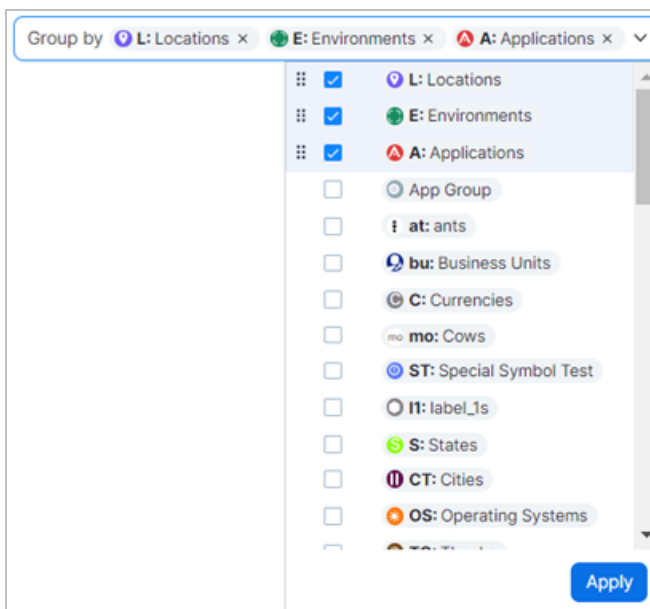 Group by L: Locations × E: Environments × A: Applications ×
L: Locations
E: Environments
A: Applications
App Group
at: ants
bu: Business Units
C: Currencies
mo mo: Cows
ST: Special Symbol Test
l1: label_1s
S: States
CT: Cities
OS: Operating Systems
Apply